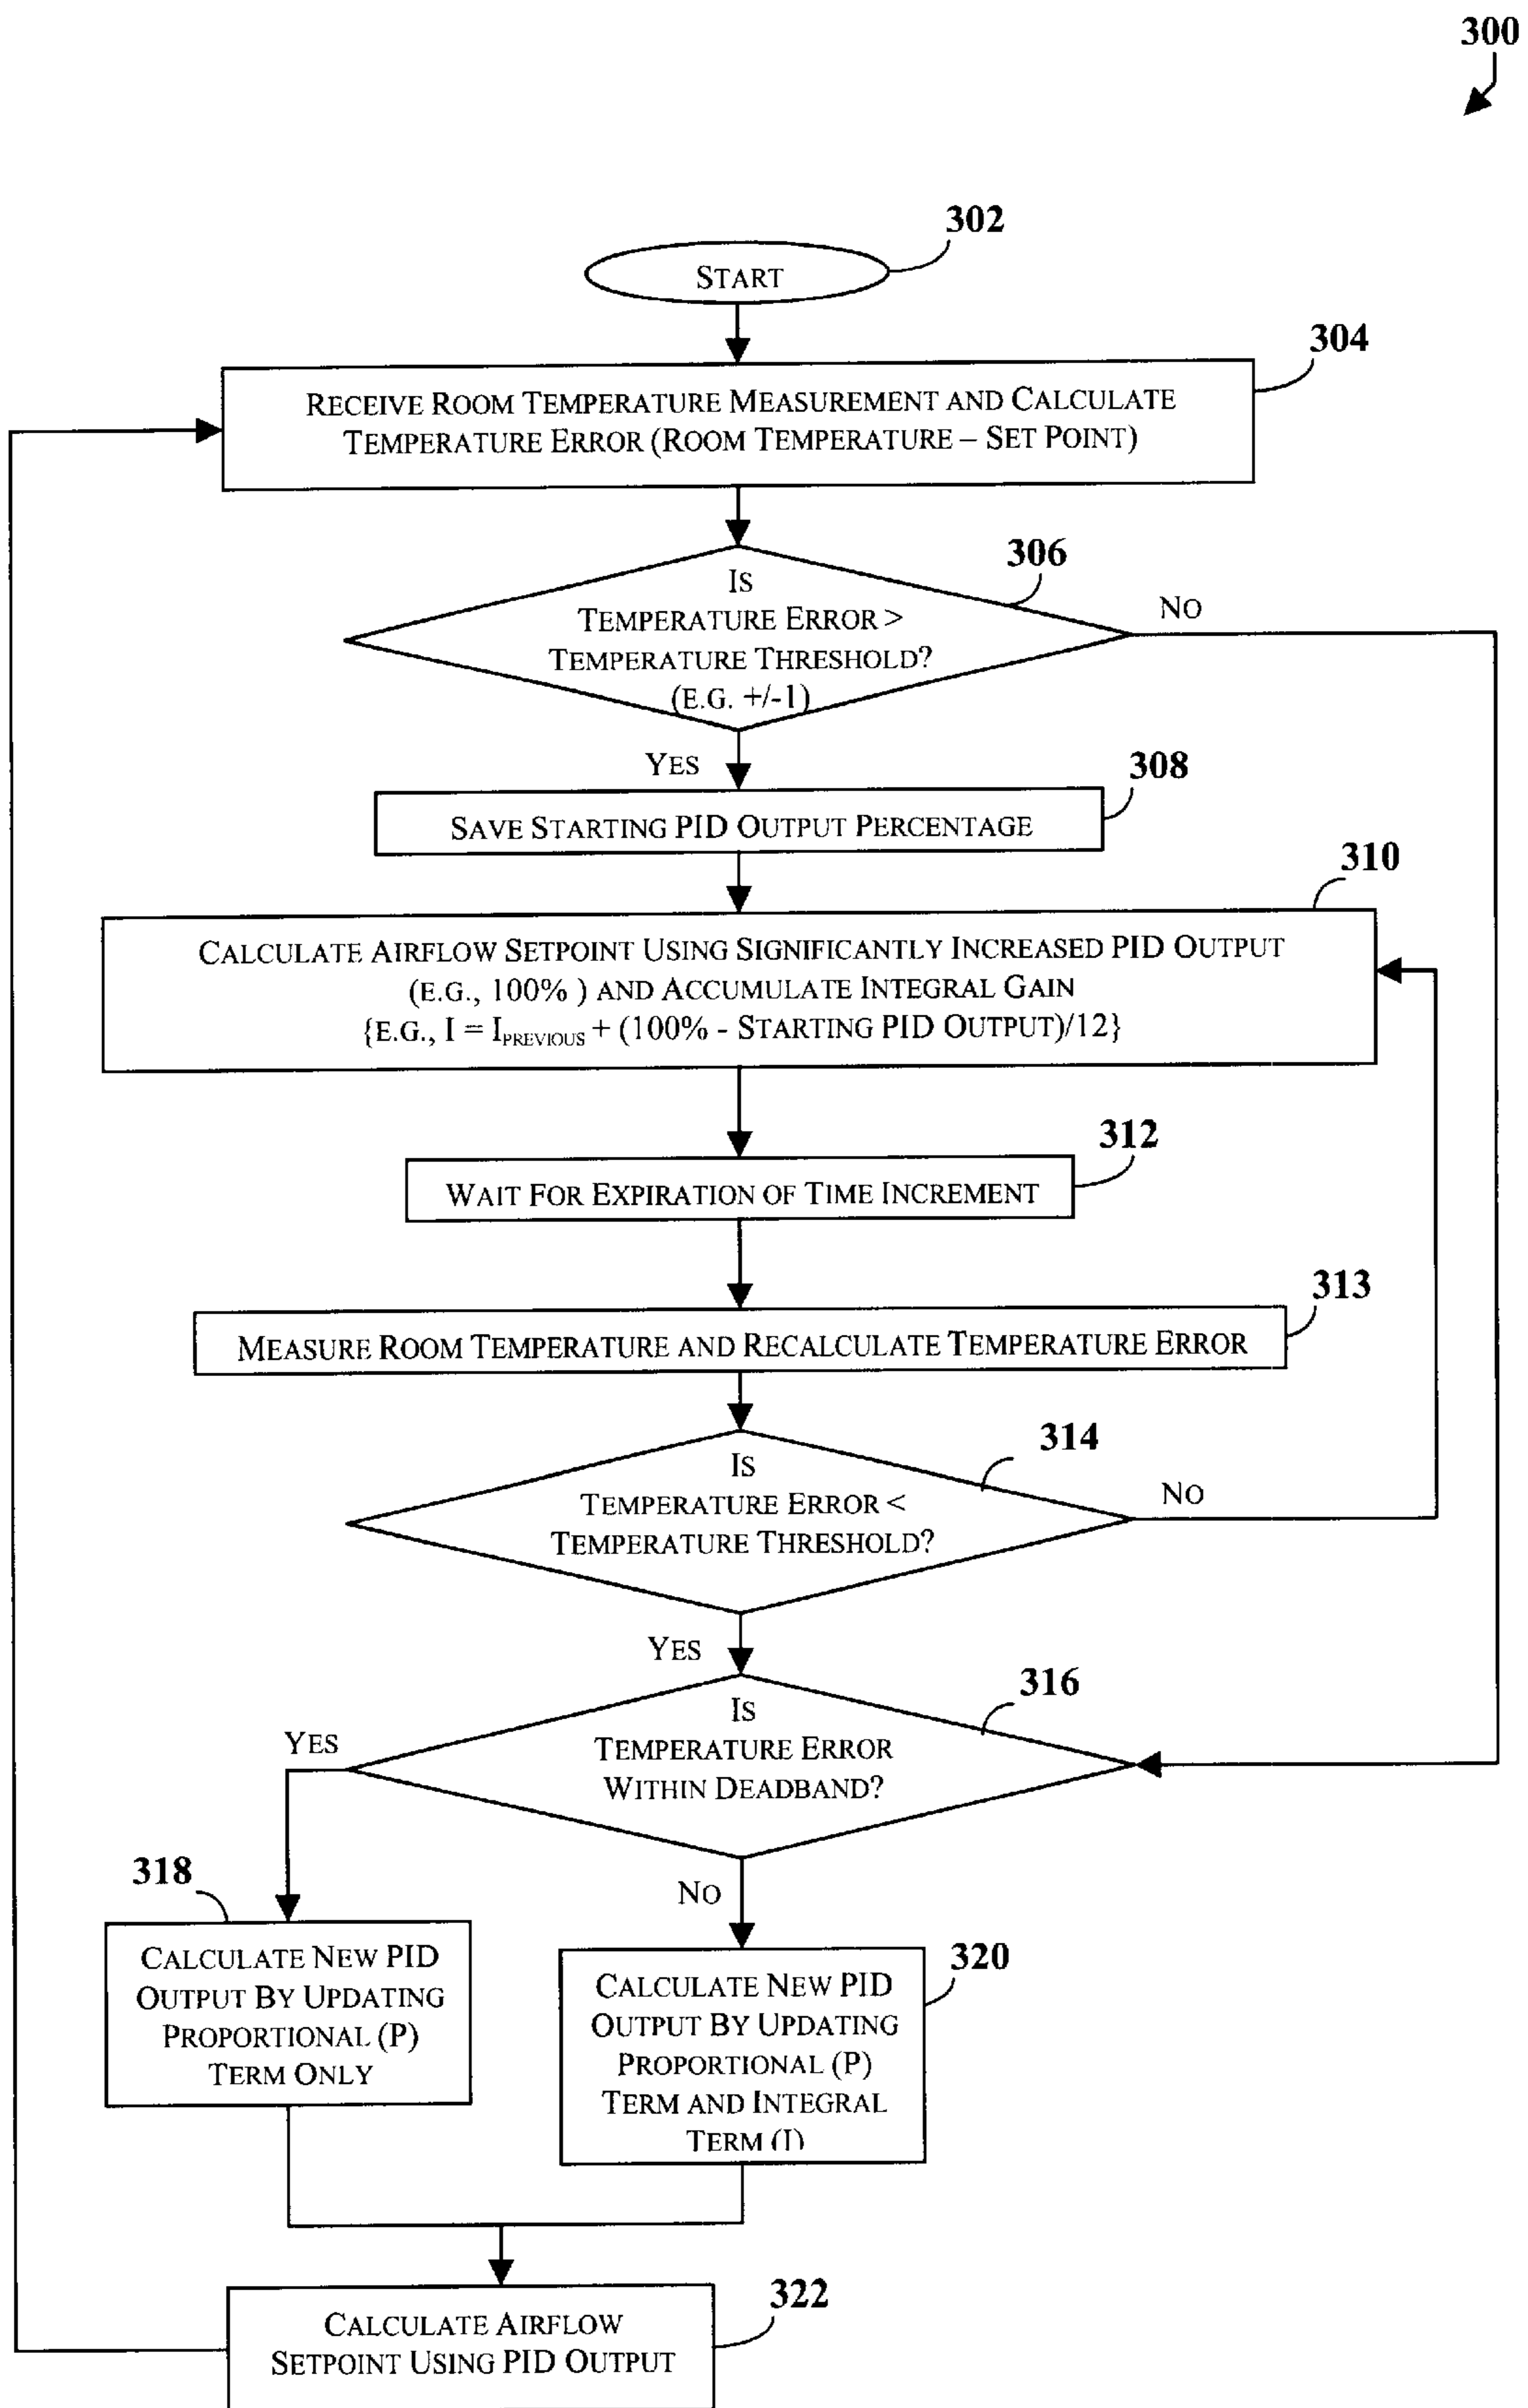 300
302
START
304
RECEIVE ROOM TEMPERATURE MEASUREMENT AND CALCULATE
TEMPERATURE ERROR (ROOM TEMPERATURE – SET POINT)
306
IS
TEMPERATURE ERROR >
TEMPERATURE THRESHOLD?
(E.G. +/-1)
NO
YES
308
SAVE STARTING PID OUTPUT PERCENTAGE
310
CALCULATE AIRFLOW SETPOINT USING SIGNIFICANTLY INCREASED PID OUTPUT
(E.G., 100% ) AND ACCUMULATE INTEGRAL GAIN
{E.G., I = IPREVIOUS + (100% - STARTING PID OUTPUT)/12}
312
WAIT FOR EXPIRATION OF TIME INCREMENT
313
MEASURE ROOM TEMPERATURE AND RECALCULATE TEMPERATURE ERROR
314
IS
TEMPERATURE ERROR <
TEMPERATURE THRESHOLD?
NO
YES
316
IS
TEMPERATURE ERROR
WITHIN DEADBAND?
YES
NO
318
CALCULATE NEW PID
OUTPUT BY UPDATING
PROPORTIONAL (P)
TERM ONLY
320
CALCULATE NEW PID
OUTPUT BY UPDATING
PROPORTIONAL (P)
TERM AND INTEGRAL
TERM (I)
322
CALCULATE AIRFLOW
SETPOINT USING PID OUTPUT